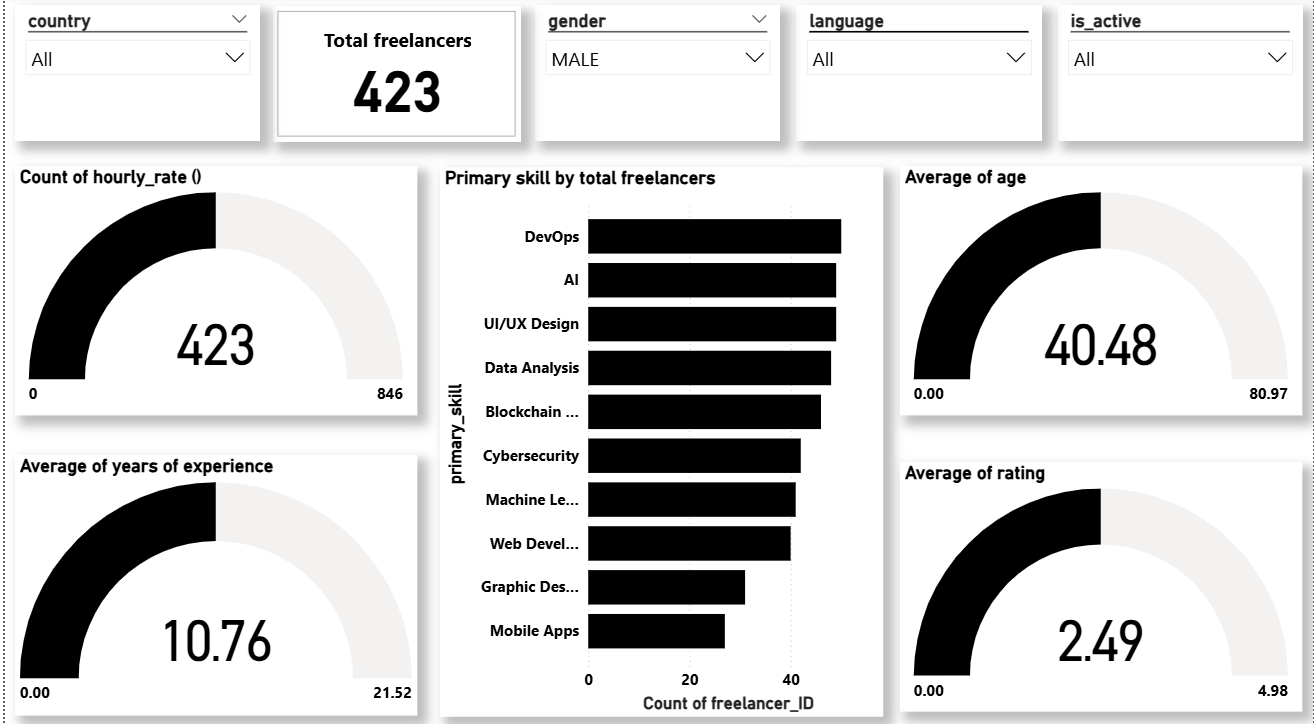 country
All
Total freelancers
423
gender
MALE
language
All
is_active
All
Count of hourly_rate ()
423
0
846
Primary skill by total freelancers
primary_skill
DevOps
AI
UI/UX Design
Data Analysis
Blockchain ...
Cybersecurity
Machine Le...
Web Devel...
Graphic Des...
Mobile Apps
0
20
40
Count of freelancer_ID
Average of age
40.48
0.00
80.97
Average of years of experience
10.76
0.00
21.52
Average of rating
2.49
0.00
4.98